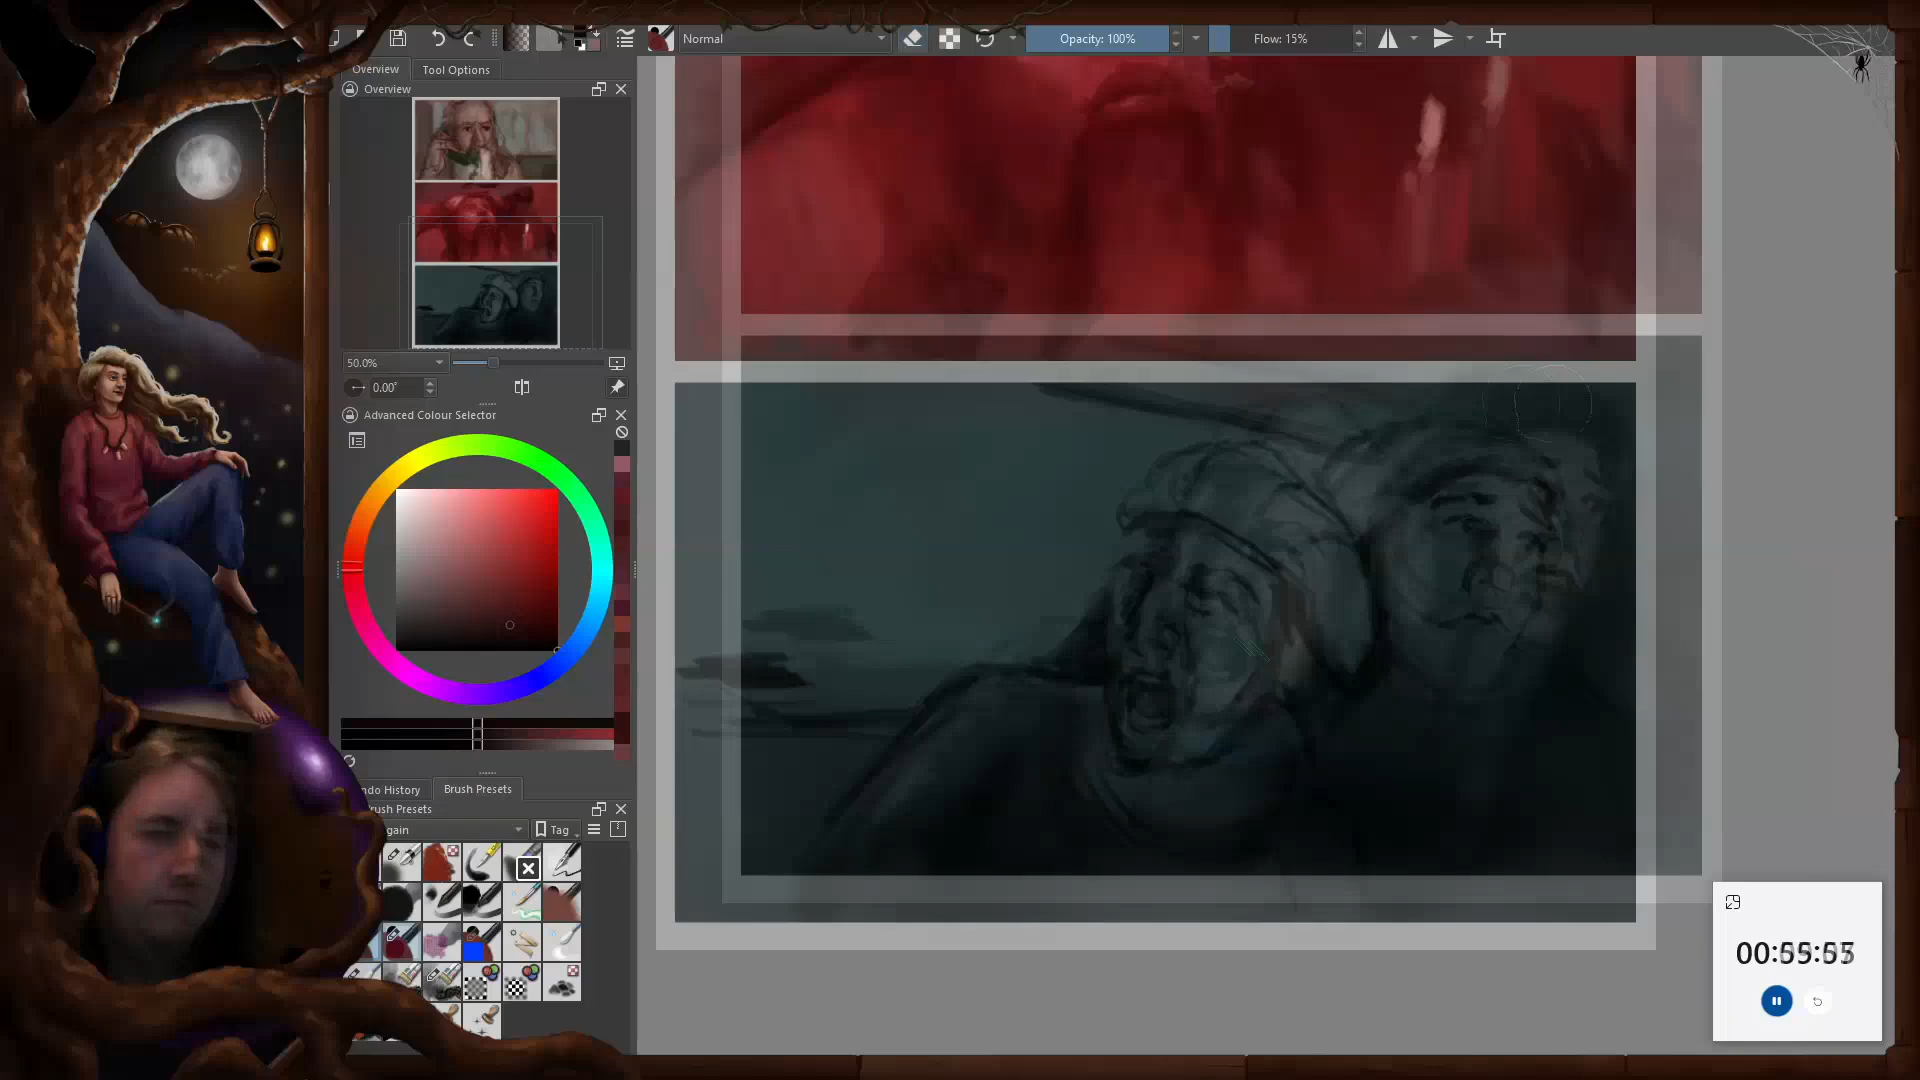 Normal
Opacity: 100%
Flow: 15%
Overview
Tool Options
Overview
50.0%
0.00°
Advanced Colour Selector
ndo History
Brush Presets
rush Presets
gain
Tag